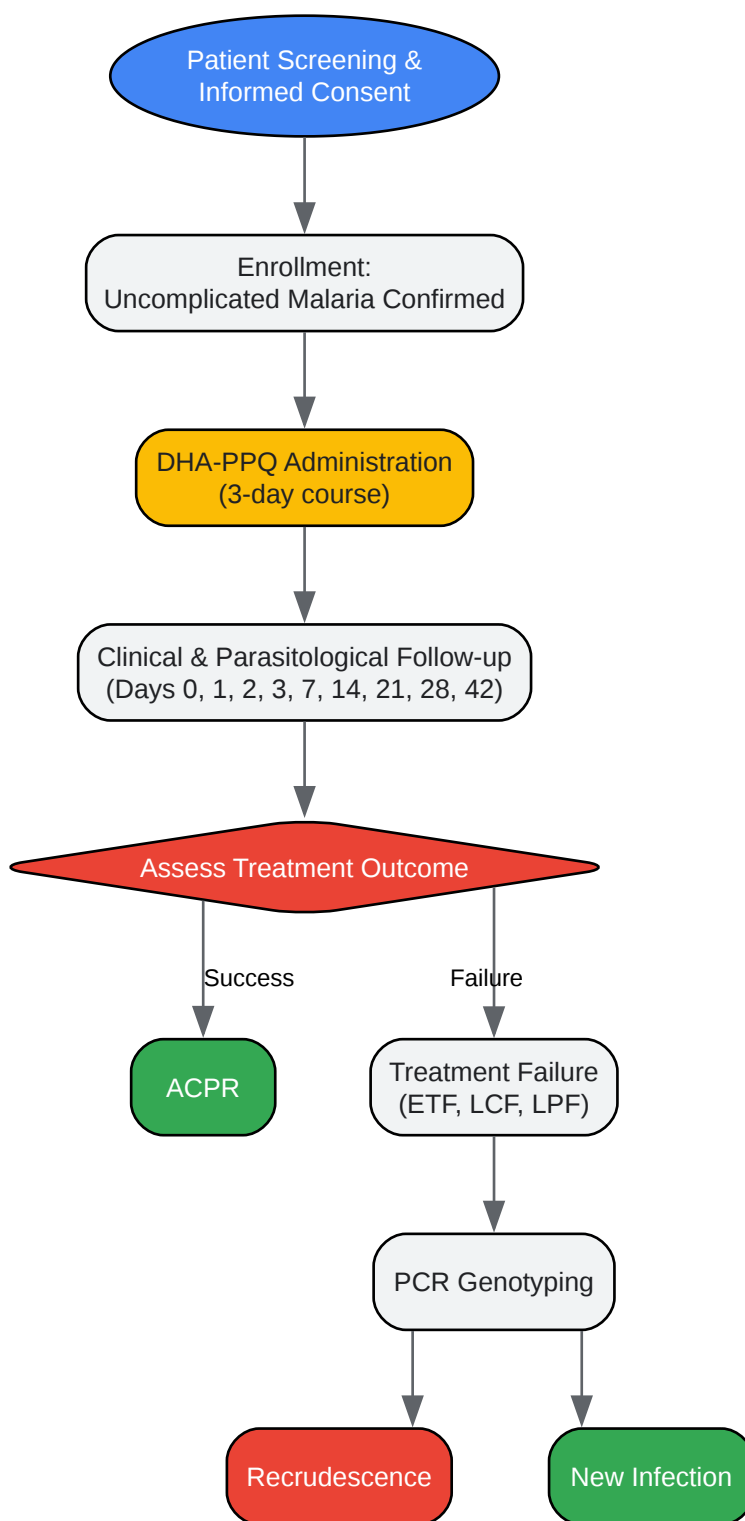 Patient Screening &
Informed Consent
Enrollment:
Uncomplicated Malaria Confirmed
DHA-PPQ Administration
(3-day course)
Clinical & Parasitological Follow-up
(Days 0, 1, 2, 3, 7, 14, 21, 28, 42)
Assess Treatment Outcome
Success
Failure
ACPR
Treatment Failure
(ETF, LCF, LPF)
PCR Genotyping
Recrudescence
New Infection